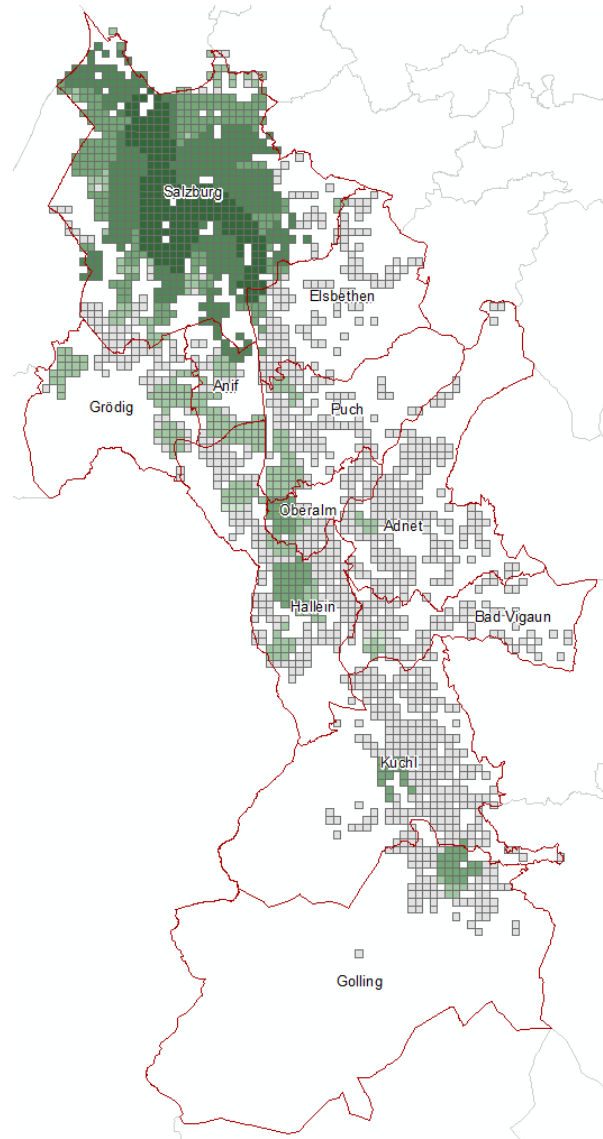 Salzburg
Elsbethen
Anif
Grödig
Puch
Oberalm
Adnet
Hallein
Bad Vigaun
Kuchl
Golling